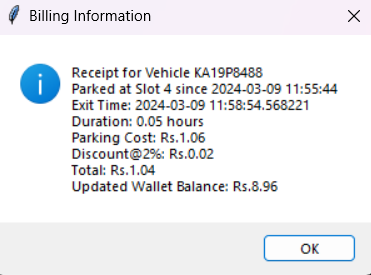 Billing Information
Receipt for Vehicle KA19P8488
Parked at Slot 4 since 2024-03-09 11:55:44
Exit Time: 2024-03-09 11:58:54.568221
Duration: 0.05 hours
Parking Cost: Rs.1.06
Discount@2%: Rs.0.02
Total: Rs.1.04
Updated Wallet Balance: Rs.8.96
OK